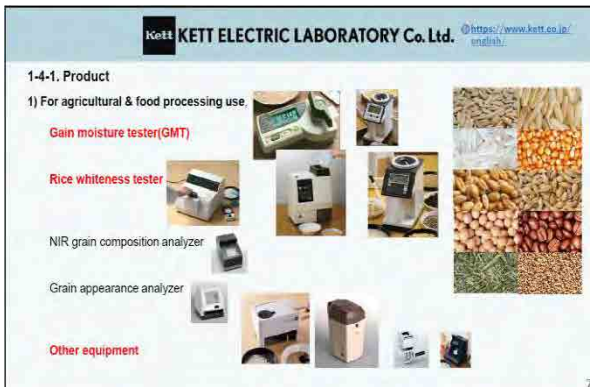 Kett KETT ELECTRIC LABORATORY Co. Ltd.
https://www.kett.co.jp/
english/
1-4-1. Product
1) For agricultural & food processing use
Gain moisture tester(GMT)
Rice whiteness tester
NIR grain composition analyzer
Grain appearance analyzer
Other equipment